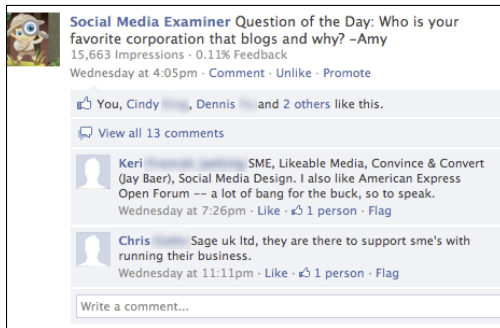 Social Media Examiner Question of the Day: Who is your
favorite corporation that blogs and why? –Amy
15,663 Impressions · 0.11% Feedback
Wednesday at 4:05pm · Comment · Unlike · Promote
You, Cindy , Dennis and 2 others like this.
View all 13 comments
Keri SME, Likeable Media, Convince & Convert
(Jay Baer), Social Media Design. I also like American Express
Open Forum -- a lot of bang for the buck, so to speak.
Wednesday at 7:26pm · Like · 1 person · Flag
Chris Sage uk ltd, they are there to support sme's with
running their business.
Wednesday at 11:11pm · Like · 1 person · Flag
Write a comment...